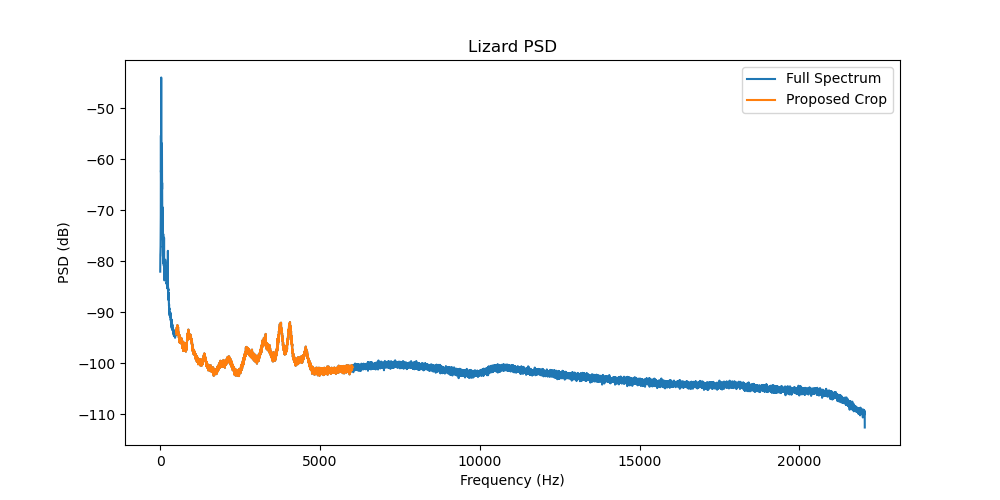 Lizard PSD
Full Spectrum
Proposed Crop
PSD (dB)
−50
−60
−70
−80
−90
−100
−110
0
5000
10000
15000
20000
Frequency (Hz)